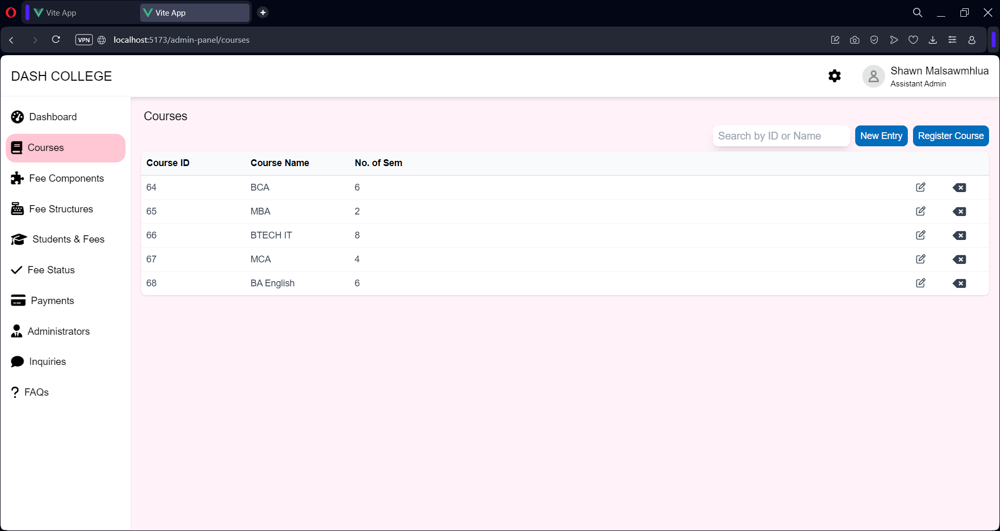 Vite App
Vite App
VPN
localhost:5173/admin-panel/courses
DASH COLLEGE
Shawn Malsawmhlua
Assistant Admin
Dashboard
Courses
Fee Components
Fee Structures
Students & Fees
Fee Status
Payments
Administrators
Inquiries
FAQs
Courses
Search by ID or Name
New Entry
Register Course
Course ID Course Name No. of Sem
64 BCA 6
65 MBA 2
66 BTECH IT 8
67 MCA 4
68 BA English 6